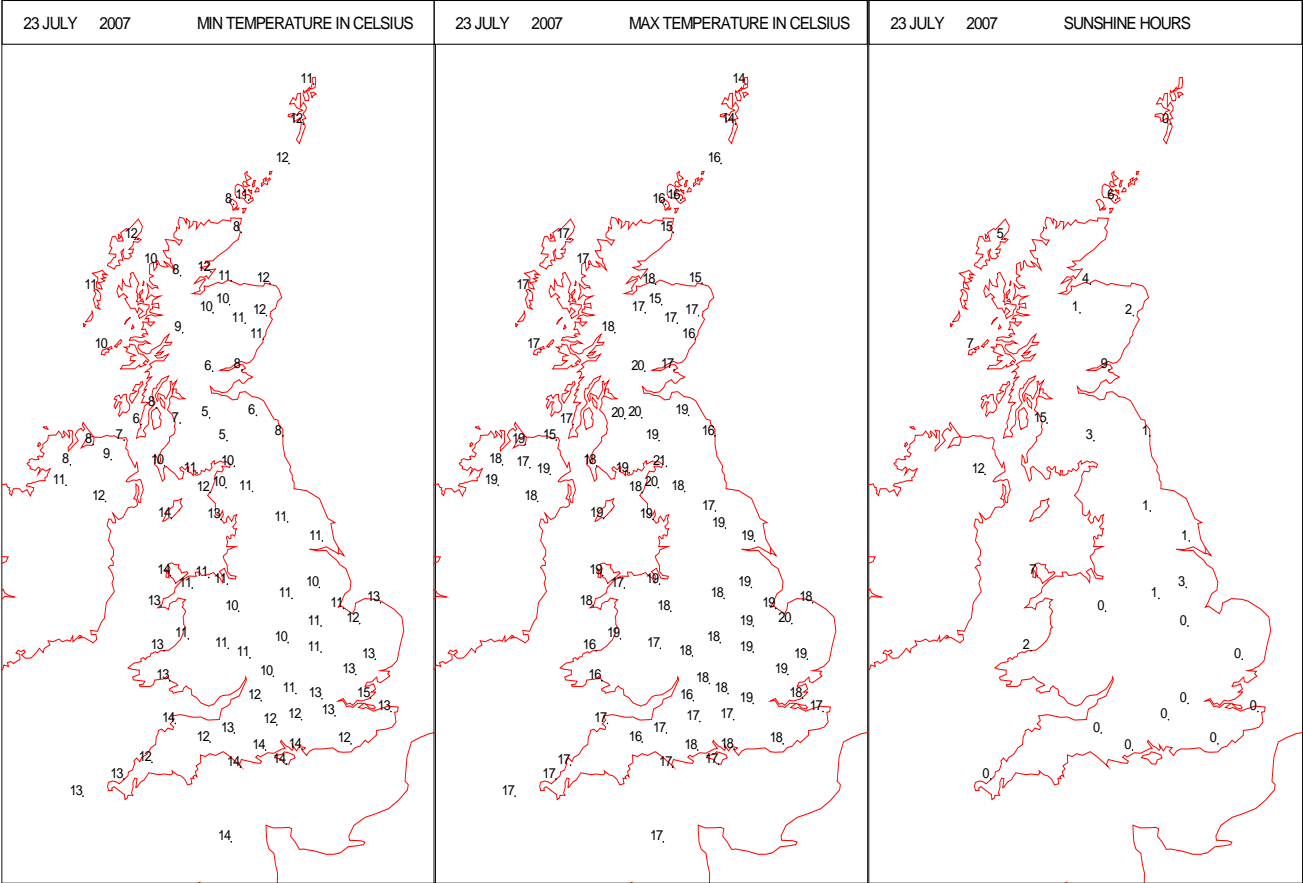 23 JULY 2007 MIN TEMPERATURE IN CELSIUS
11
12
12
8 11
8
12
10 8 12
11 12
11
10 10
12
11
9 11
10
6 8
8
6 7 5 6
8 7 5 8
8 9 10 11 10
11 12 12 10 11
14 13 11
11
14 11
11 11 11 10
13 10 11 13
11 12
13 11 11 10 11
11 13
13 10 13
12 11 13 15
14 13 12 12 13 13
12 14 14 12
12 14 14
13
13
14
23 JULY 2007 MAX TEMPERATURE IN CELSIUS
14
14
16
16 16
15
17
17
17 18 15
17 15 17
17
18 16
17
20 17
17 20 20 19
19 15 19 16
18 17 18 19 21
19 19 18 20 18
18 17
19 19 19
19
19 17 19 19
18 18 18 19 18
19 20
16 19 17 18 19
18 19
16 18 19
16 18 19 18 17
17 17 17 17
16 18 18 18
17 17 17
17
17
17
23 JULY 2007 SUNSHINE HOURS
0
6
5
4
1 2
7
9
15
3 1
12
1
1
7
3
0 1
0
2 0
0
0 0 0
0 0
0